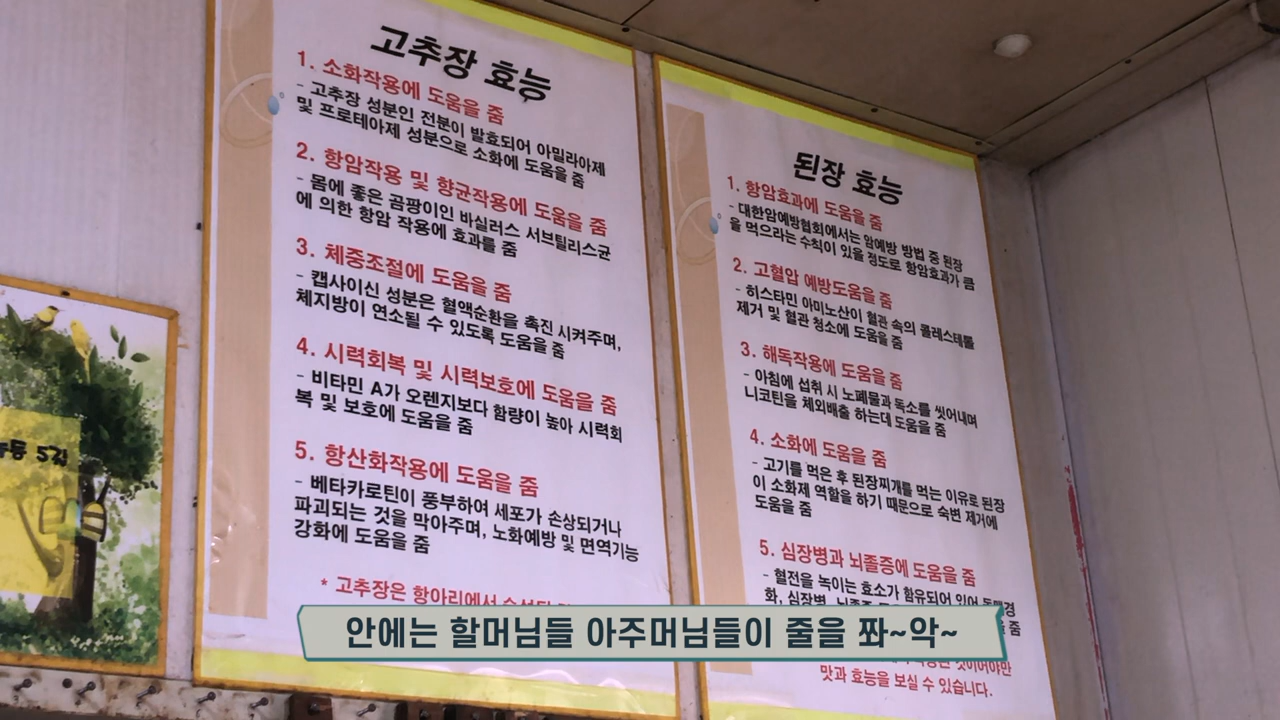 고추장 효능
1. 소화작용에 도움을 줌
- 고추장 성분인 전분이 발효되어 아밀라아제
및 프로테아제 성분으로 소화에 도움을 줌
2. 항암작용 및 항균작용에 도움을 줌
- 몸에 좋은 곰팡이인 바실러스 서브틸리스균
에 의한 항암 작용에 효과를 줌
3. 체중조절에 도움을 줌
- 캡사이신 성분은 혈액순환을 촉진 시켜주며,
체지방이 연소될 수 있도록 도움을 줌
4. 시력회복 및 시력보호에 도움을 줌
- 비타민 A가 오렌지보다 함량이 높아 시력회
복 및 보호에 도움을 줌
5. 항산화작용에 도움을 줌
- 베타카로틴이 풍부하여 세포가 손상되거나
파괴되는 것을 막아주며, 노화예방 및 면역기능
강화에 도움을 줌
* 고추장은 항아리에서
된장 효능
1. 항암효과에 도움을 줌
- 대한암예방협회에서는 암예방 방법 중 된장
을 먹으라는 수칙이 있을 정도로 항암효과가 큼
2. 고혈압 예방도움을 줌
- 히스타민 아미노산이 혈관 속의 콜레스테롤
제거 및 혈관 청소에 도움을 줌
3. 해독작용에 도움을 줌
- 아침에 섭취 시 노폐물과 독소를 씻어내며
니코틴을 체외배출 하는데 도움을 줌
4. 소화에 도움을 줌
- 고기를 먹은 후 된장찌개를 먹는 이유로 된장
이 소화제 역할을 하기 때문으로 숙변 제거에
도움을 줌
5. 심장병과 뇌졸증에 도움을 줌
- 혈전을 녹이는 효소가 함유되어 있어 동맥경
화, 심장병, 줌
것이어야만
맛과 효능을 보실 수 있습니다.
5길
안에는 할머님들 아주머님들이 줄을 쫘~악~